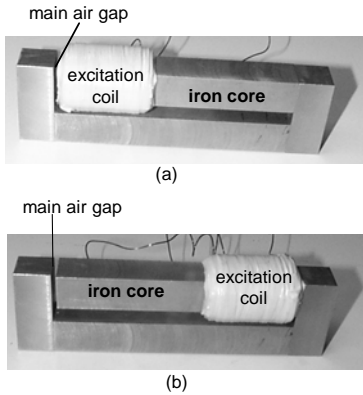 main air gap
excitation
coil
iron core
(a)
main air gap
iron core
excitation
coil
(b)